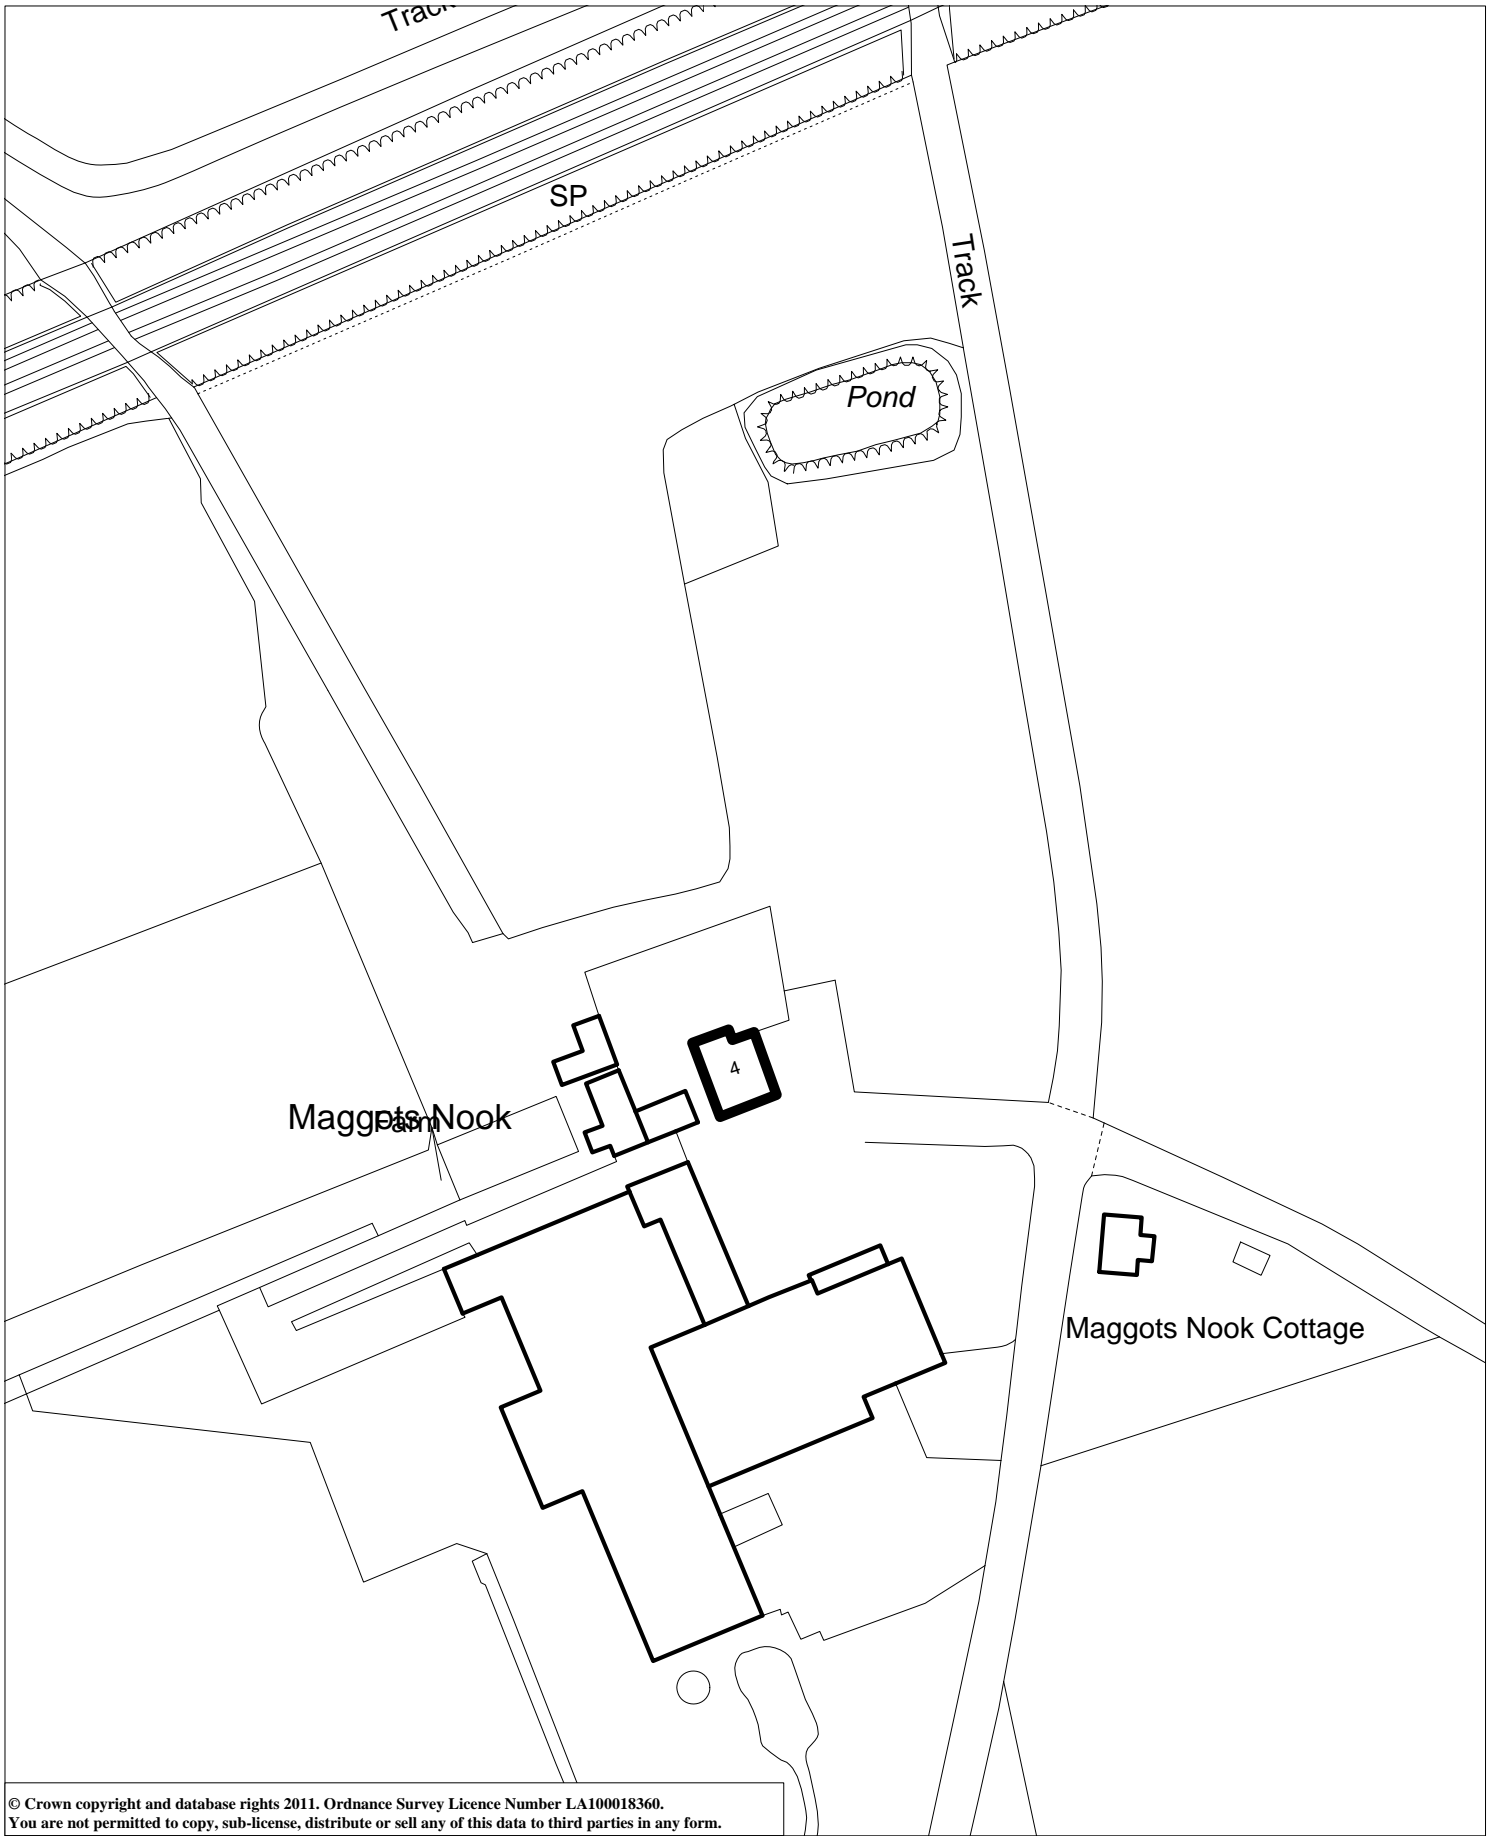 Track
SP
Track
Pond
4
Maggots Nook
Farm
Maggots Nook Cottage
© Crown copyright and database rights 2011. Ordnance Survey Licence Number LA100018360.
You are not permitted to copy, sub-license, distribute or sell any of this data to third parties in any form.